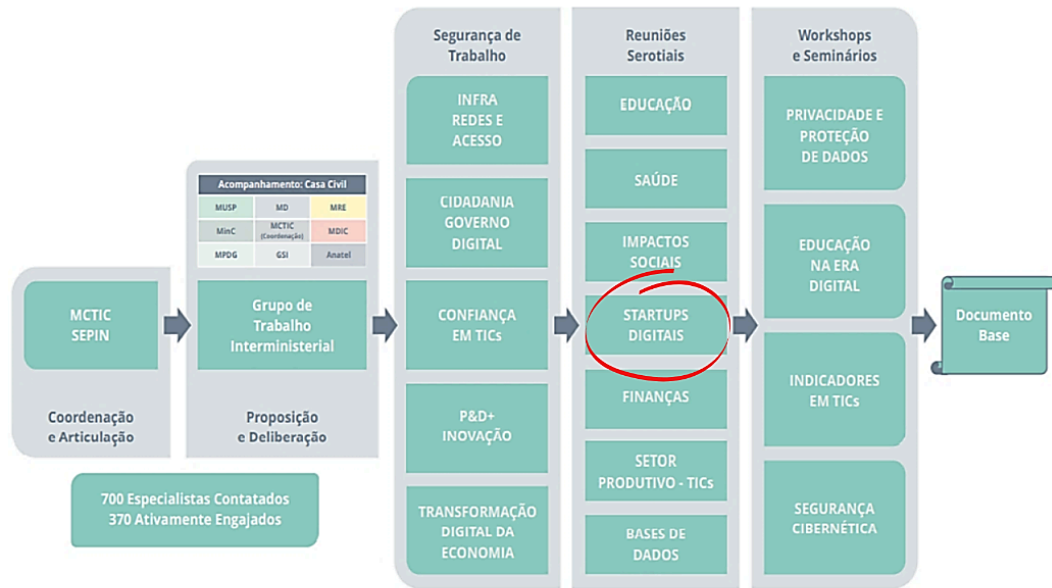 Segurança de
Trabalho
INFRA
REDES E
ACESSO
CIDADANIA
GOVERNO
DIGITAL
CONFIANÇA
EM TICs
P&D+
INOVAÇÃO
TRANSFORMAÇÃO
DIGITAL DA
ECONOMIA
Reuniões
Serotiais
EDUCAÇÃO
SAÚDE
IMPACTOS
SOCIAIS
STARTUPS
DIGITAIS
FINANÇAS
SETOR
PRODUTIVO - TICs
BASES DE
DADOS
Workshops
e Seminários
PRIVACIDADE E
PROTEÇÃO
DE DADOS
EDUCAÇÃO
NA ERA
DIGITAL
INDICADORES
EM TICs
SEGURANÇA
CIBERNÉTICA
Acompanhamento: Casa Civil
MUSP MD MRE
MinC MCTIC (Coordenação) MDIC
MPDG GSI Anatel
MCTIC
SEPIN
Grupo de
Trabalho
Interministerial
Coordenação
e Articulação
Proposição
e Deliberação
Documento
Base
700 Especialistas Contatados
370 Ativamente Engajados